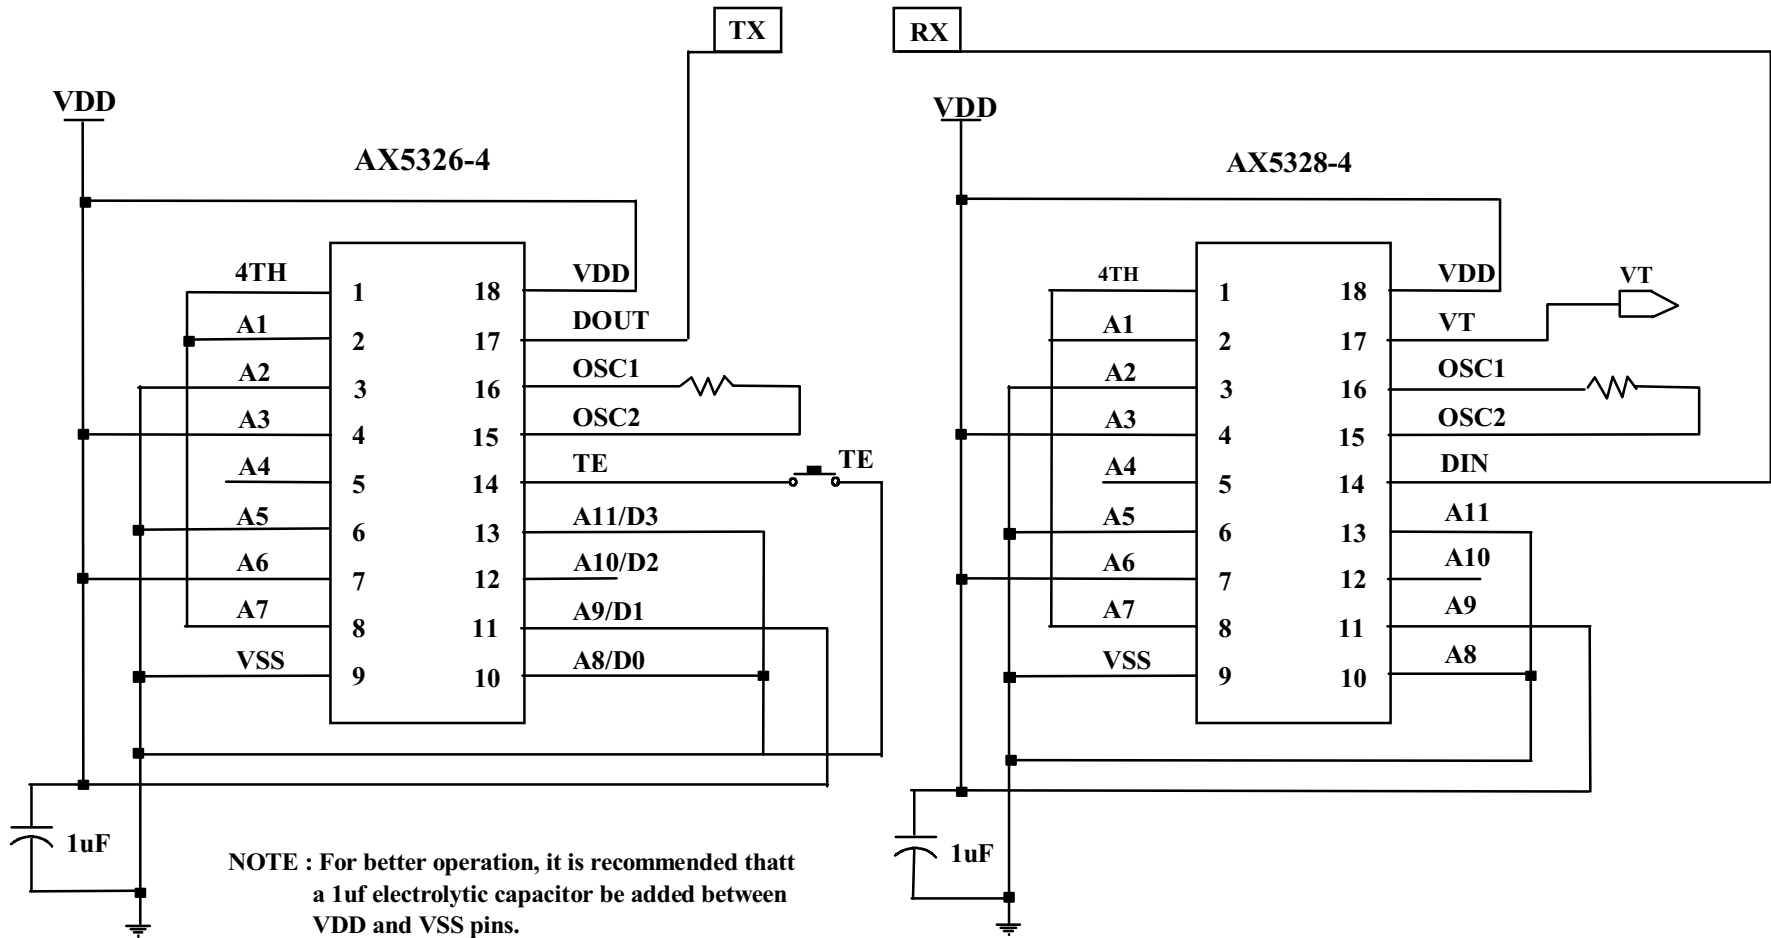 TX
RX
VDD
VDD
AX5326-4
AX5328-4
4TH 1 18 VDD
A1 2 17 DOUT
A2 3 16 OSC1
A3 4 15 OSC2
A4 5 14 TE TE
A5 6 13 A11/D3
A6 7 12 A10/D2
A7 8 11 A9/D1
VSS 9 10 A8/D0
4TH 1 18 VDD VT
A1 2 17 VT
A2 3 16 OSC1
A3 4 15 OSC2
A4 5 14 DIN
A5 6 13 A11
A6 7 12 A10
A7 8 11 A9
VSS 9 10 A8
1uF
1uF
NOTE : For better operation, it is recommended thatt
a 1uf electrolytic capacitor be added between
VDD and VSS pins.